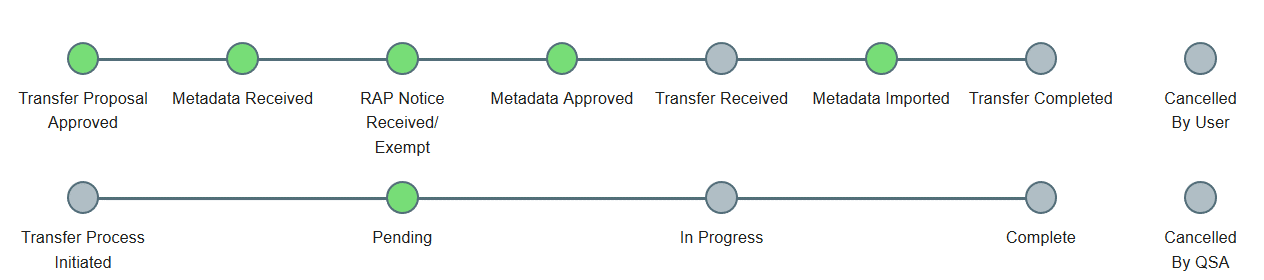 Transfer Proposal
Approved
Metadata Received
RAP Notice
Received/
Exempt
Metadata Approved
Transfer Received
Metadata Imported
Transfer Completed
Cancelled
By User
Transfer Process
Initiated
Pending
In Progress
Complete
Cancelled
By QSA